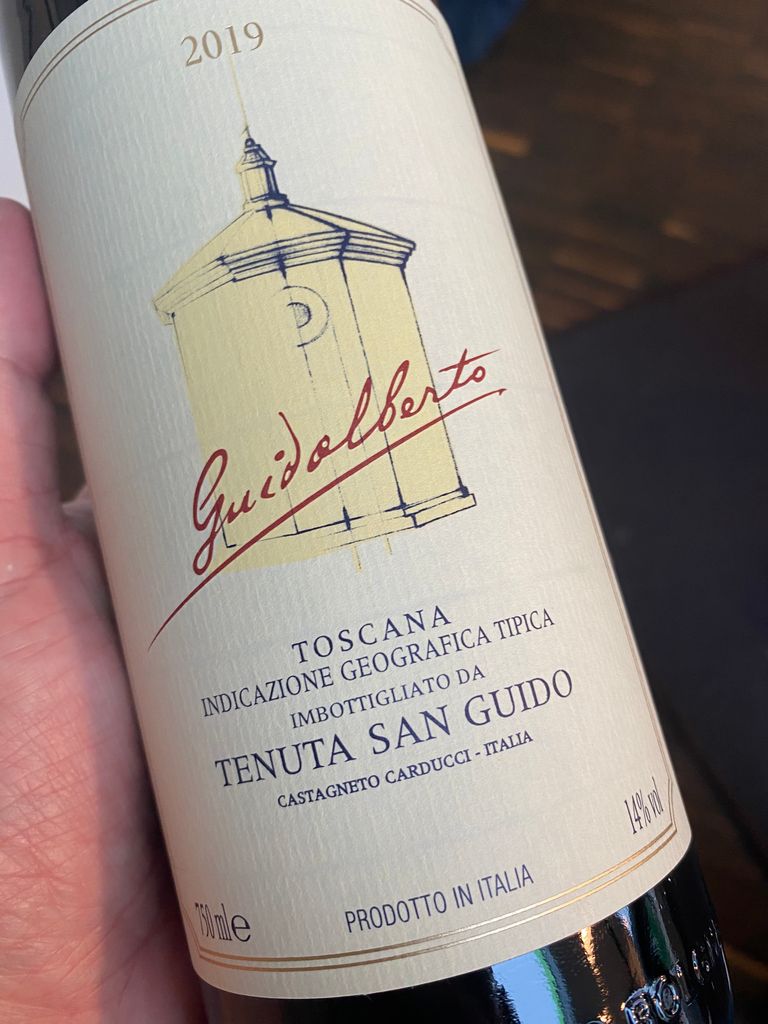 2019
Guidalberto
TOSCANA
INDICAZIONE GEOGRAFICA TIPICA
IMBOTTIGLIATO DA
TENUTA SAN GUIDO
CASTAGNETO CARDUCCI - ITALIA
14% vol
750 ml e
PRODOTTO IN ITALIA